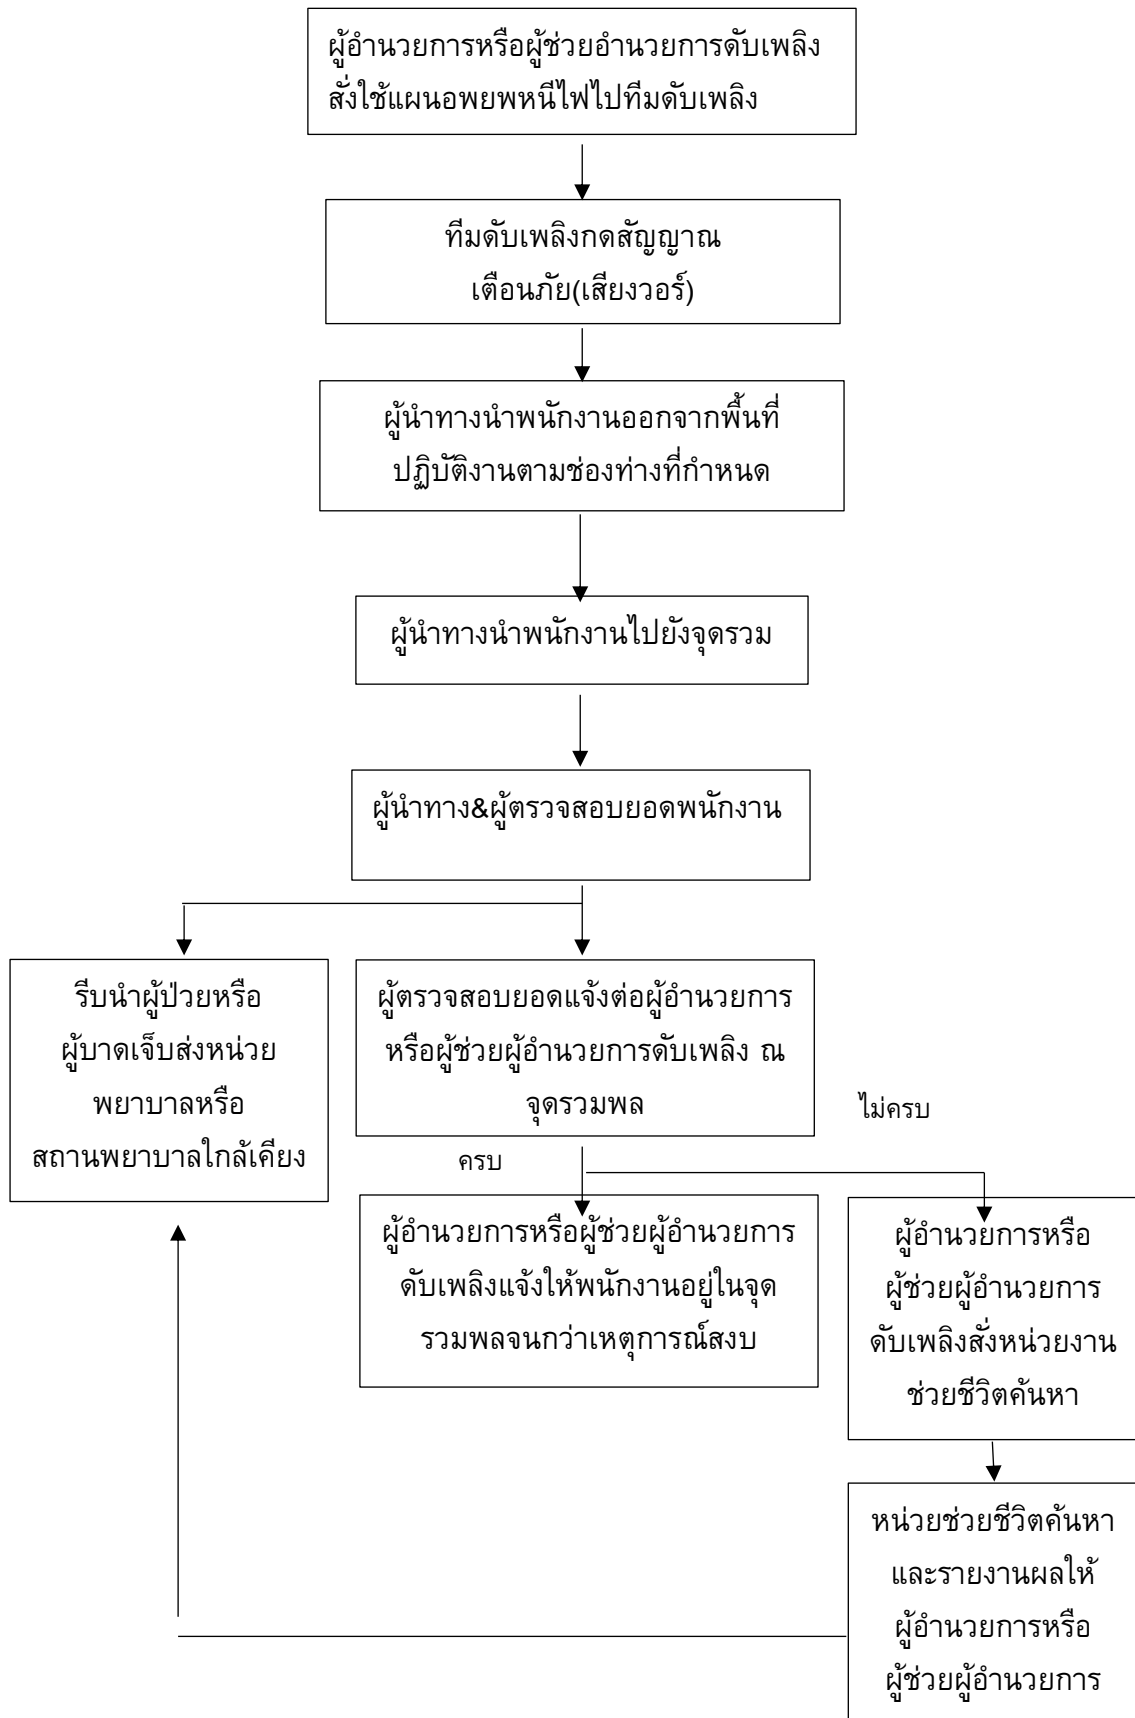 ผู้อำนวยการหรือผู้ช่วยอำนวยการดับเพลิง
สั่งใช้แผนอพยพหนีไฟไปทีมดับเพลิง
ทีมดับเพลิงกดสัญญาณ
เตือนภัย(เสียงวอร์)
ผู้นำทางนำพนักงานออกจากพื้นที่
ปฏิบัติงานตามช่องท่างที่กำหนด
ผู้นำทางนำพนักงานไปยังจุดรวม
ผู้นำทาง&ผู้ตรวจสอบยอดพนักงาน
รีบนำผู้ป่วยหรือ
ผู้บาดเจ็บส่งหน่วย
พยาบาลหรือ
สถานพยาบาลใกล้เคียง
ผู้ตรวจสอบยอดแจ้งต่อผู้อำนวยการ
หรือผู้ช่วยผู้อำนวยการดับเพลิง ณ
จุดรวมพล
ไม่ครบ
ครบ
ผู้อำนวยการหรือผู้ช่วยผู้อำนวยการ
ดับเพลิงแจ้งให้พนักงานอยู่ในจุด
รวมพลจนกว่าเหตุการณ์สงบ
ผู้อำนวยการหรือ
ผู้ช่วยผู้อำนวยการ
ดับเพลิงสั่งหน่วยงาน
ช่วยชีวิตค้นหา
หน่วยช่วยชีวิตค้นหา
และรายงานผลให้
ผู้อำนวยการหรือ
ผู้ช่วยผู้อำนวยการ